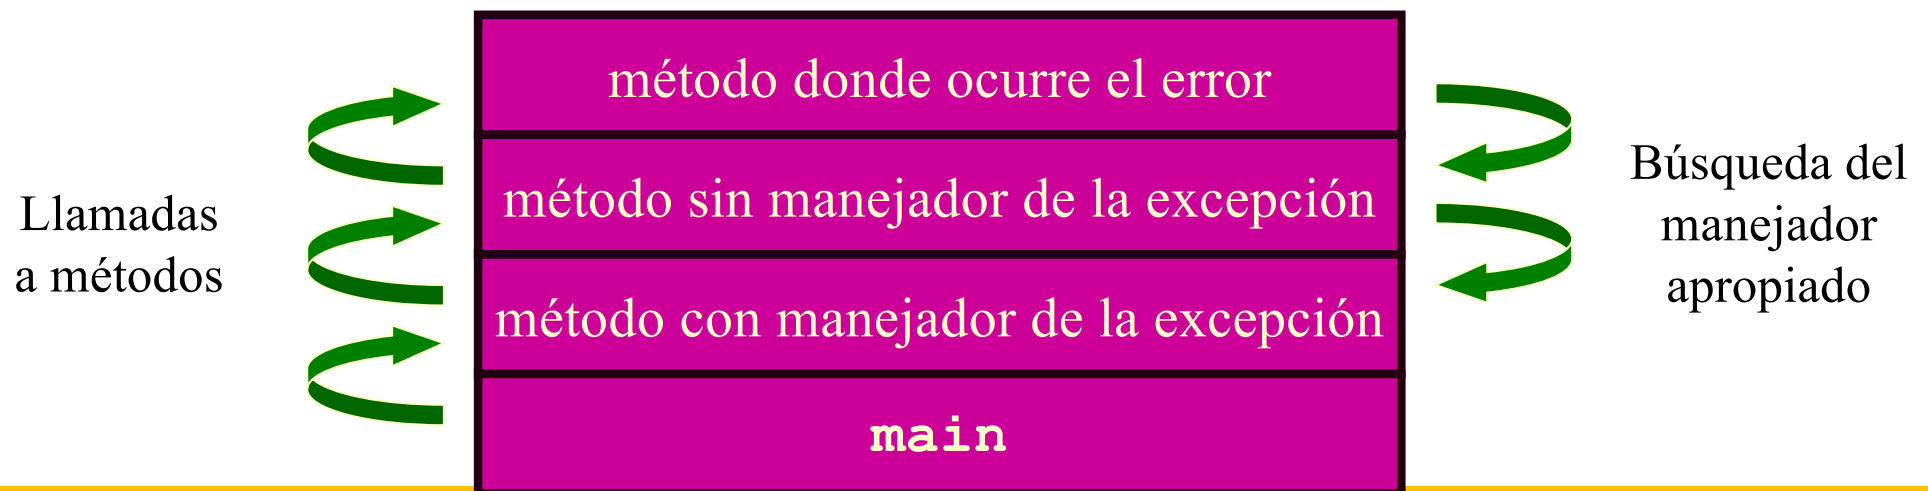 método donde ocurre el error
método sin manejador de la excepción
método con manejador de la excepción
main
Llamadas
a métodos
Búsqueda del
manejador
apropiado